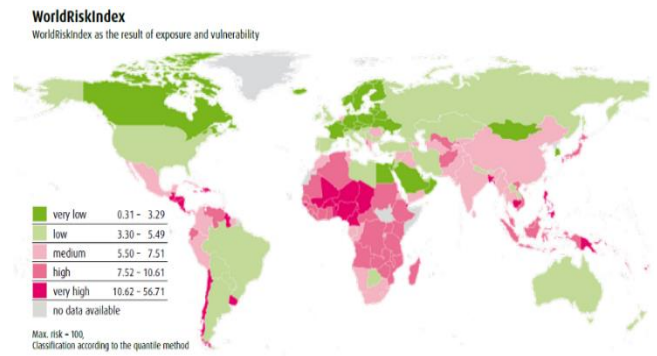 WorldRiskIndex
WorldRiskIndex as the result of exposure and vulnerability
very low 0.31 – 3.29
low 3.30 – 5.49
medium 5.50 – 7.51
high 7.52 – 10.61
very high 10.62 – 56.71
no data available
Max. risk = 100,
Classification according to the quantile method